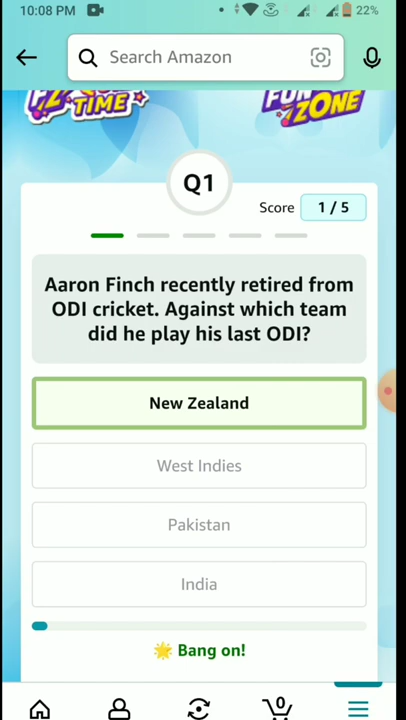 10:08 PM
22%
Search Amazon
TIME
FUN
ZONE
Q1
Score 1 / 5
Aaron Finch recently retired from
ODI cricket. Against which team
did he play his last ODI?
New Zealand
West Indies
Pakistan
India
🌟 Bang on!
0